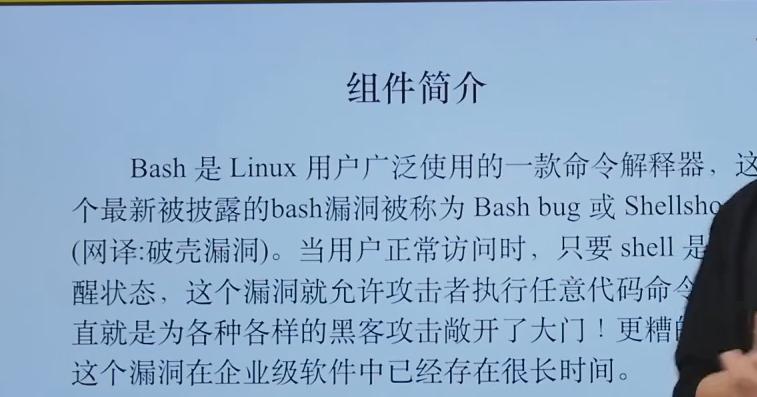 组件简介
Bash 是 Linux 用户广泛使用的一款命令解释器，这
个最新被披露的bash漏洞被称为 Bash bug 或
(网译:破壳漏洞)。当用户正常访问时，只要 shell 是
醒状态，这个漏洞就允许攻击者执行任意代码命令
直就是为各种各样的黑客攻击敞开了大门！更糟
这个漏洞在企业级软件中已经存在很长时间。